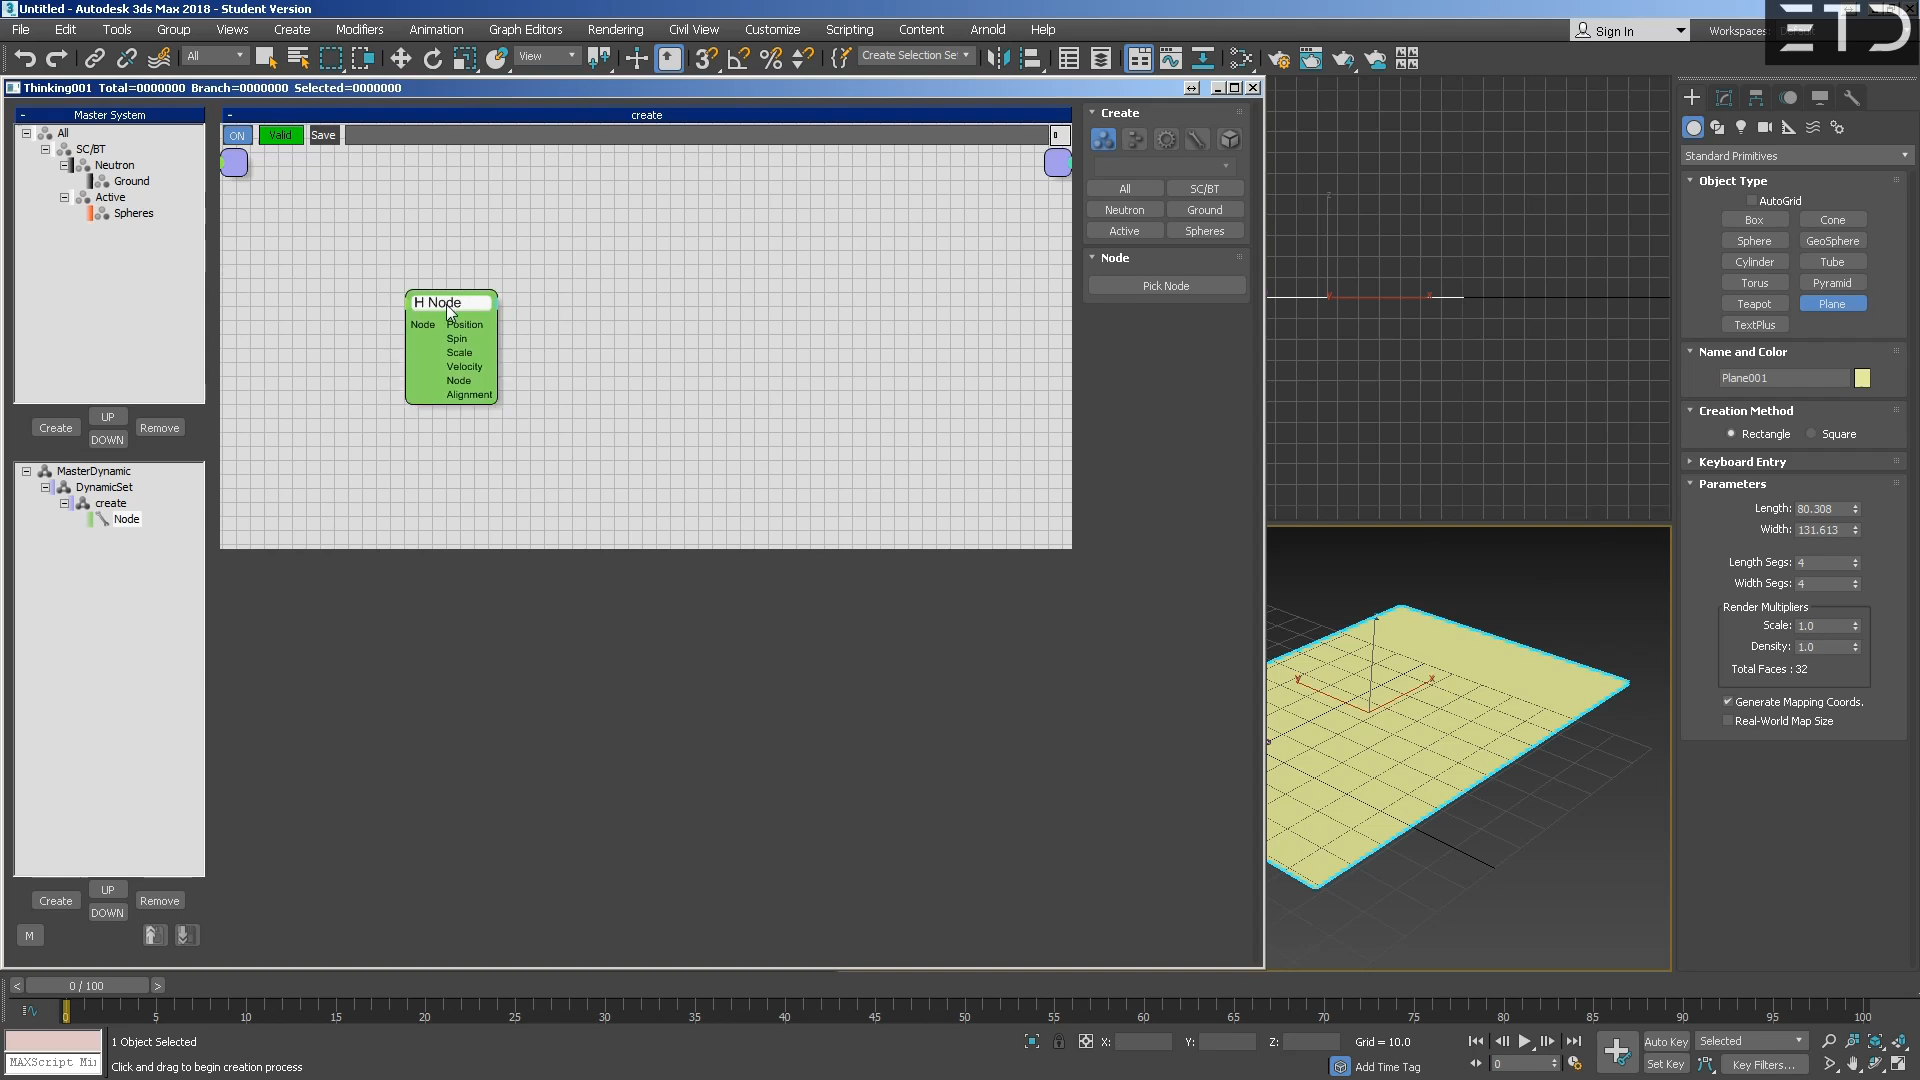 Untitled - Autodesk 3ds Max 2018 - Student Version
File Edit Tools Group Views Create Modifiers Animation Graph Editors Rendering Civil View Customize Scripting Content Arnold Help
Sign In Workspaces:
ETD
All View Create Selection Se
Thinking001 Total=0000000 Branch=0000000 Selected=0000000
Master System
All
SC/BT
Neutron
Ground
Active
Spheres
Create UP Remove
DOWN
MasterDynamic
DynamicSet
create
Node
Create UP Remove
DOWN
M
create
ON Valid Save
H Node
Node Position
Spin
Scale
Velocity
Node
Alignment
Create
All SC/BT
Neutron Ground
Active Spheres
Node
Pick Node
Standard Primitives
Object Type
AutoGrid
Box Cone
Sphere GeoSphere
Cylinder Tube
Torus Pyramid
Teapot Plane
TextPlus
Name and Color
Plane001
Creation Method
Rectangle Square
Keyboard Entry
Parameters
Length: 80.308
Width: 131.613
Length Segs: 4
Width Segs: 4
Render Multipliers
Scale: 1.0
Density: 1.0
Total Faces : 32
Generate Mapping Coords.
Real-World Map Size
< 0 / 100 >
0 5 10 15 20 25 30 35 40 45 50 55 60 65 70 75 80 85 90 95 100
1 Object Selected
X: Y: Z: Grid = 10.0
Auto Key Selected
MAXScript Mi
Click and drag to begin creation process
Add Time Tag
0
Set Key Key Filters...